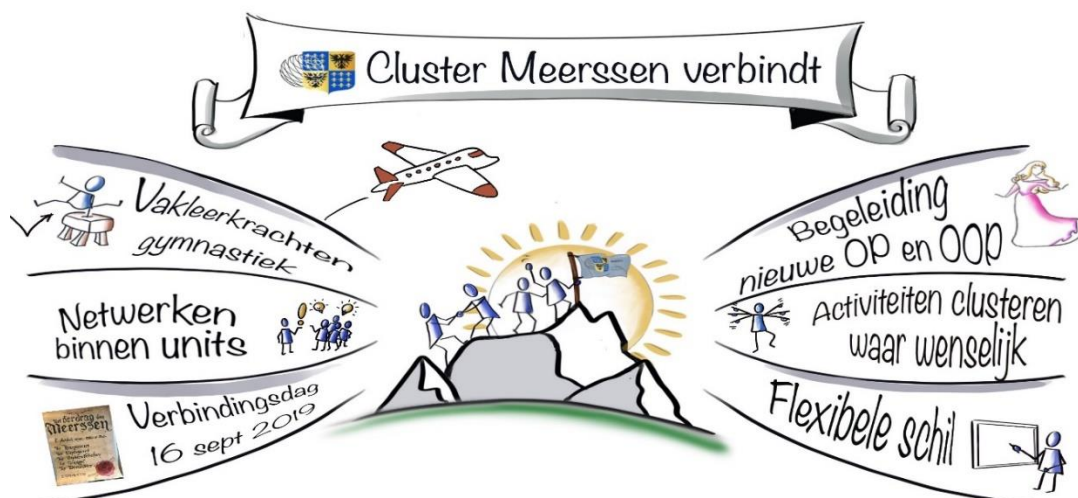 Cluster Meerssen verbindt
Vakleerkrachten
gymnastiek
Netwerken
binnen units
Verbindingsdag
16 sept 2019
Meerssen
Begeleiding
nieuwe OP en OOP
Activiteiten clusteren
waar wenselijk
Flexibele schil